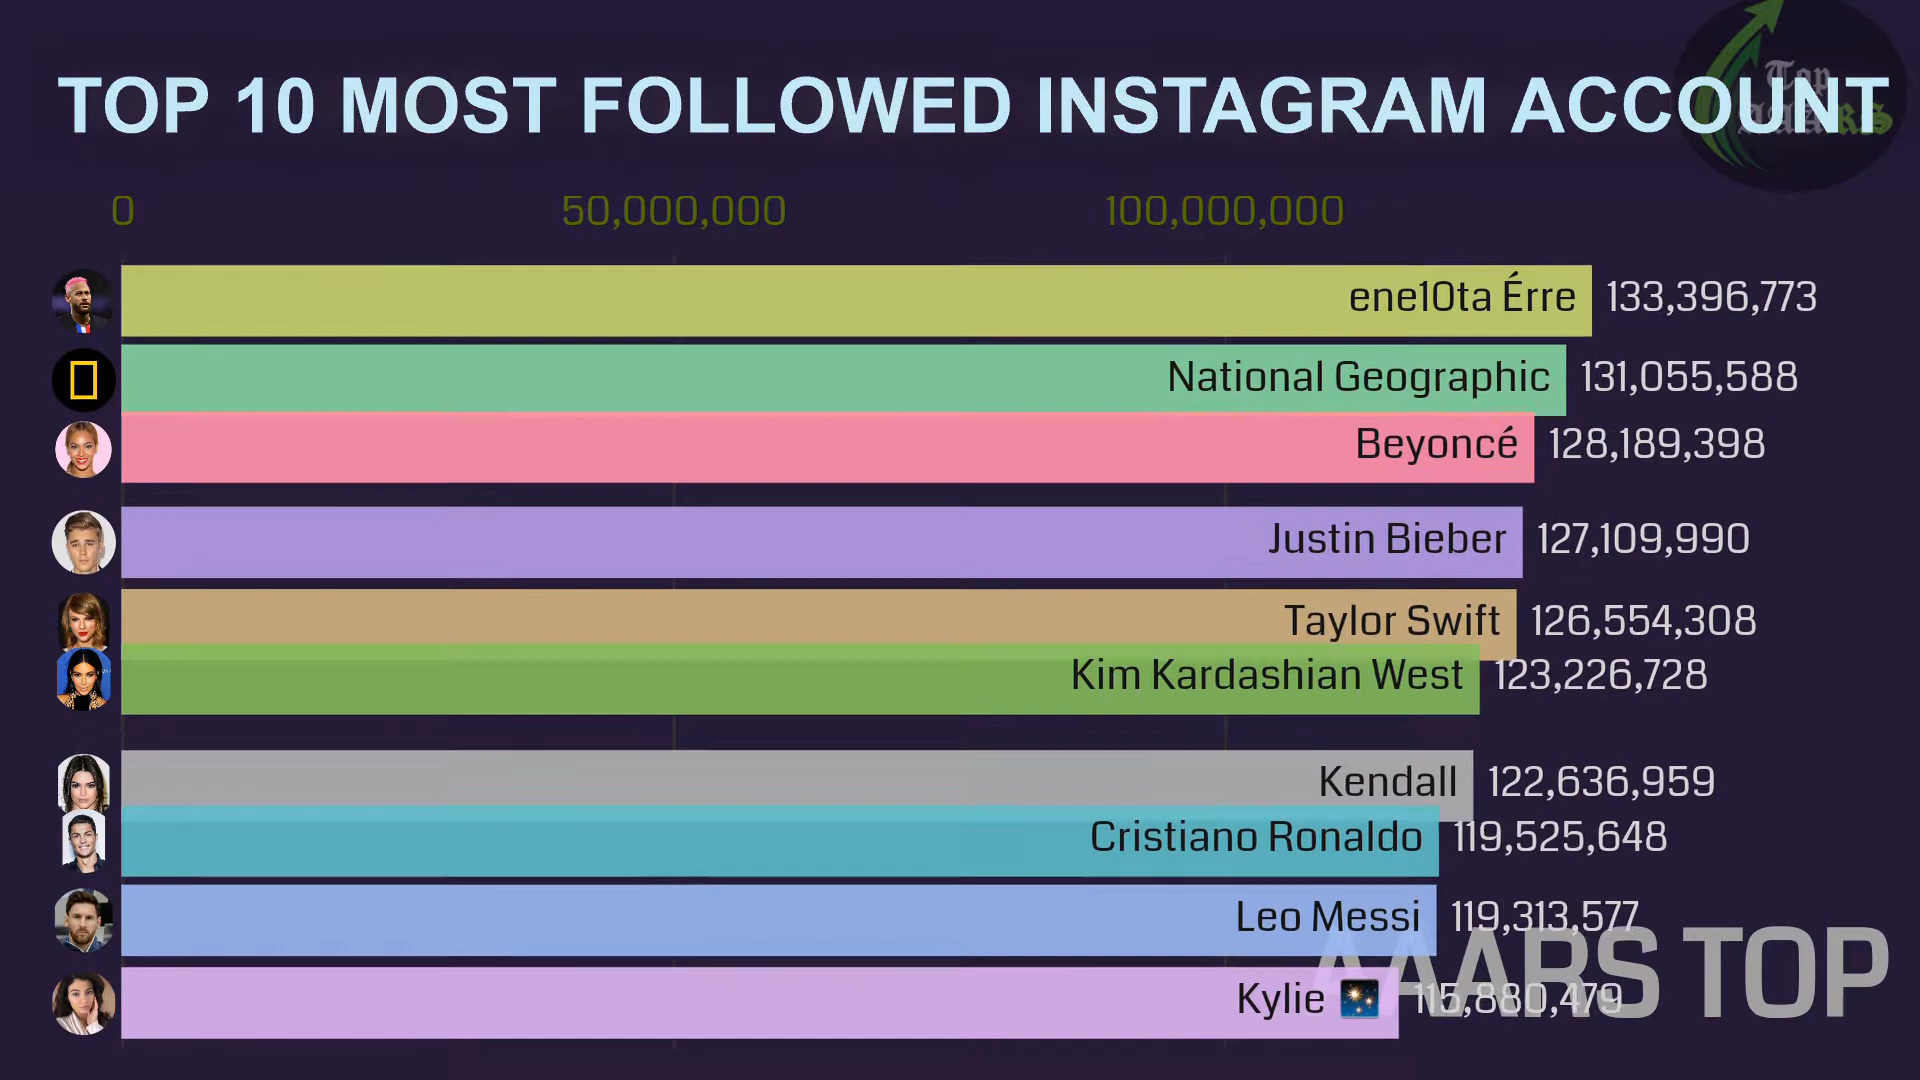 TOP 10 MOST FOLLOWED INSTAGRAM ACCOUNT
Top
AAARS
0 50,000,000 100,000,000
ene10ta Érre 133,396,773
National Geographic 131,055,588
Beyoncé 128,189,398
Justin Bieber 127,109,990
Taylor Swift 126,554,308
Kim Kardashian West 123,226,728
Kendall 122,636,959
Cristiano Ronaldo 119,525,648
Leo Messi 119,313,577
Kylie 🎇 115,880,479
AAARS TOP